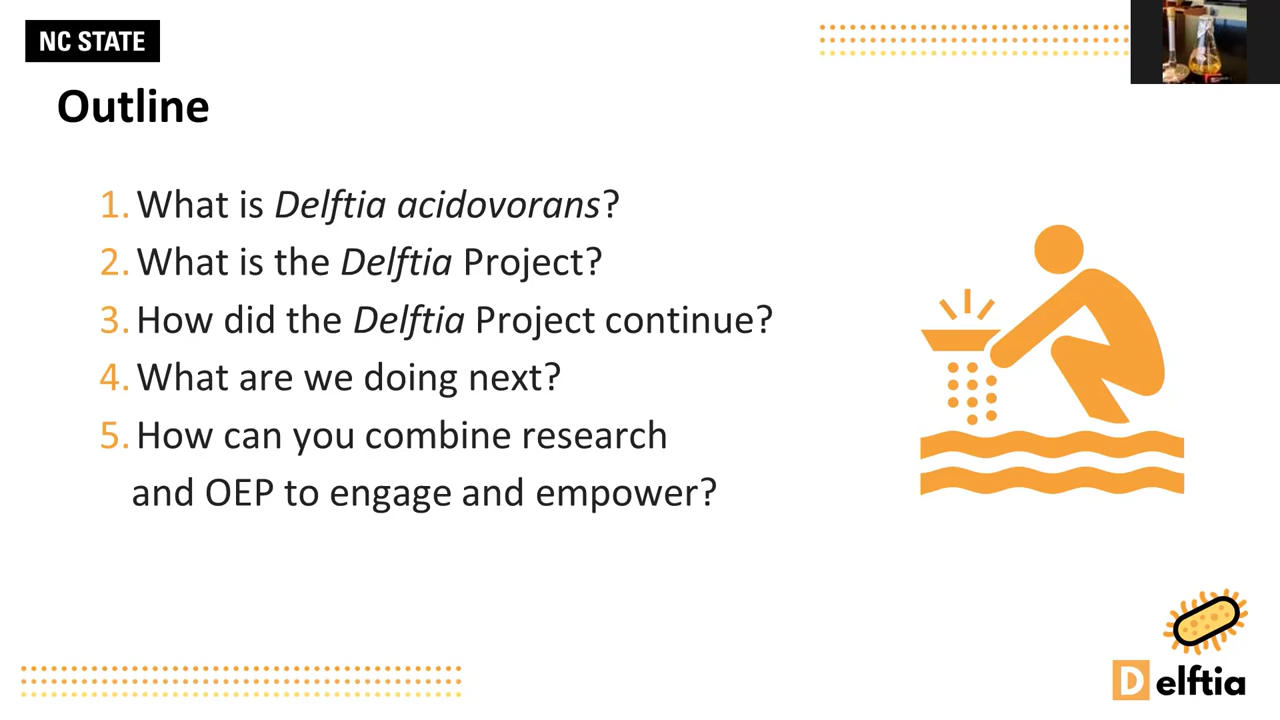 NC STATE
Outline
1. What is Delftia acidovorans?
2. What is the Delftia Project?
3. How did the Delftia Project continue?
4. What are we doing next?
5. How can you combine research
and OEP to engage and empower?
Delftia